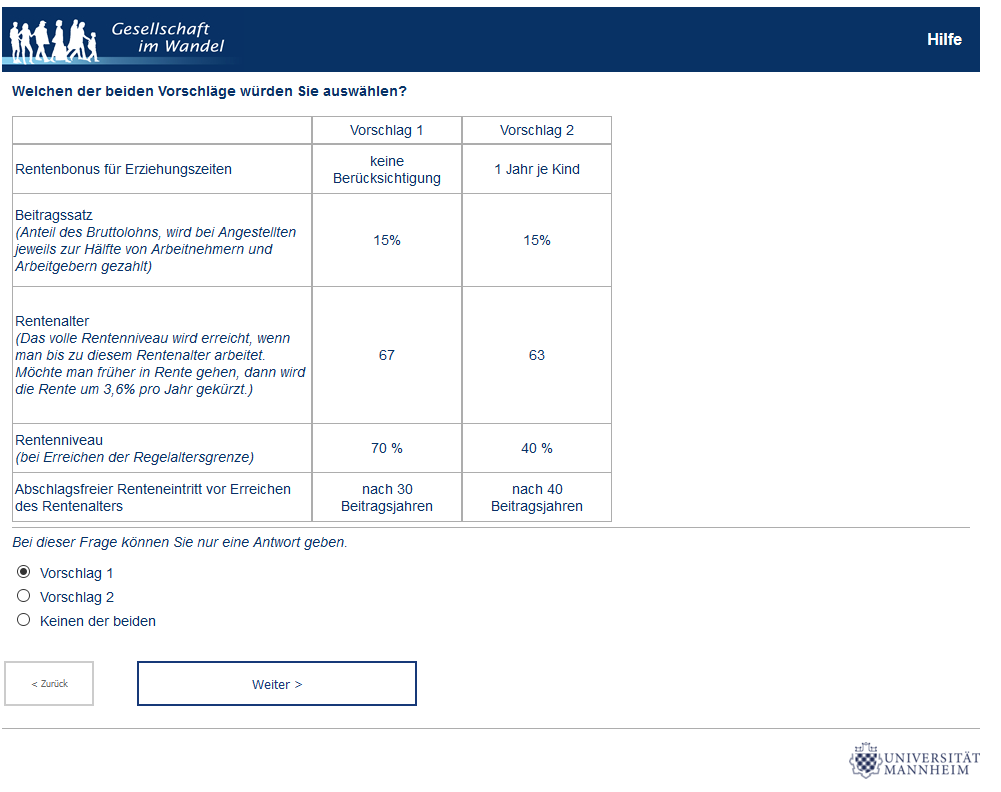 Gesellschaft
im Wandel
Hilfe
Welchen der beiden Vorschläge würden Sie auswählen?
Vorschlag 1 Vorschlag 2
Rentenbonus für Erziehungszeiten
keine
Berücksichtigung
1 Jahr je Kind
Beitragssatz
(Anteil des Bruttolohns, wird bei Angestellten
jeweils zur Hälfte von Arbeitnehmern und
Arbeitgebern gezahlt)
15%
15%
Rentenalter
(Das volle Rentenniveau wird erreicht, wenn
man bis zu diesem Rentenalter arbeitet.
Möchte man früher in Rente gehen, dann wird
die Rente um 3,6% pro Jahr gekürzt.)
67
63
Rentenniveau
(bei Erreichen der Regelaltersgrenze)
70 %
40 %
Abschlagsfreier Renteneintritt vor Erreichen
des Rentenalters
nach 30
Beitragsjahren
nach 40
Beitragsjahren
Bei dieser Frage können Sie nur eine Antwort geben.
Vorschlag 1
Vorschlag 2
Keinen der beiden
< Zurück
Weiter >
UNIVERSITÄT
MANNHEIM